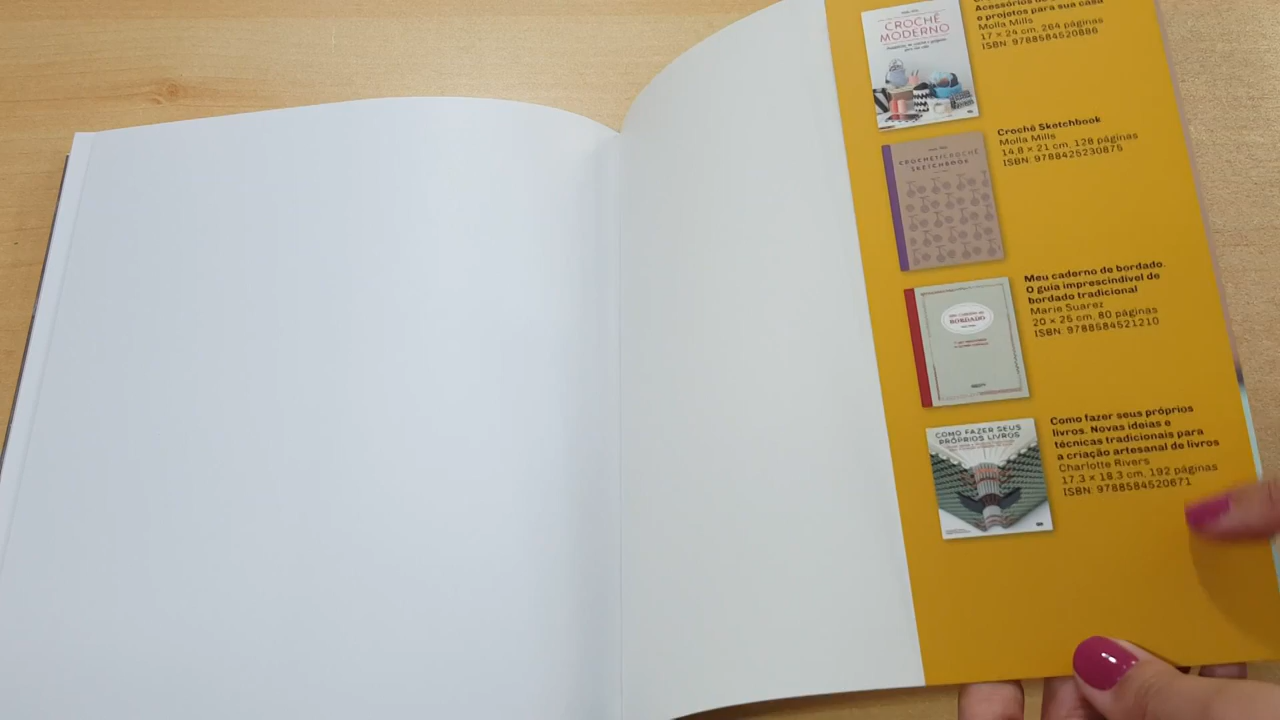 Acessórios
e projetos para sua casa
Molla Mills
17 x 24 cm, 264 páginas
ISBN: 9788584520886
CROCHÊ
MODERNO
Crochê Sketchbook
Molla Mills
14,8 x 21 cm, 128 páginas
ISBN: 9788425230875
CROCHET/CROCHÊ
SKETCHBOOK
Meu caderno de bordado.
O guia imprescindível de
bordado tradicional
Marie Suarez
20 x 26 cm, 80 páginas
ISBN: 9788584521210
BORDADO
Como fazer seus próprios
livros. Novas ideias e
técnicas tradicionais para
a criação artesanal de livros
Charlotte Rivers
17,3 x 18,3 cm, 192 páginas
ISBN: 9788584520671
COMO FAZER SEUS
PRÓPRIOS LIVROS